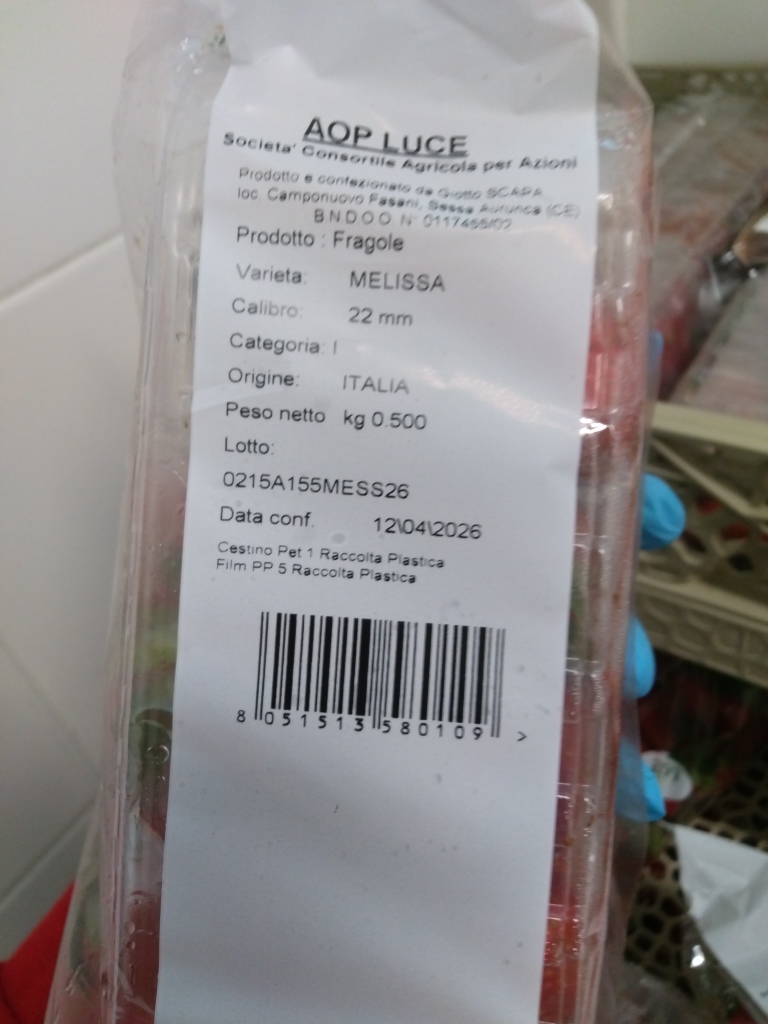 AOP LUCE
Societa' Consortile Agricola per Azioni
Prodotto e confezionato da Giotto SCAPA
loc. Camponuovo Fasani, Sessa Aurunca (CE)
B.N.D.O.O. N° 0117455/02
Prodotto : Fragole
Varieta: MELISSA
Calibro: 22 mm
Categoria: I
Origine: ITALIA
Peso netto kg 0.500
Lotto:
0215A155MESS26
Data conf. 12\04\2026
Cestino Pet 1 Raccolta Plastica
Film PP 5 Raccolta Plastica
8 051513 580109 >